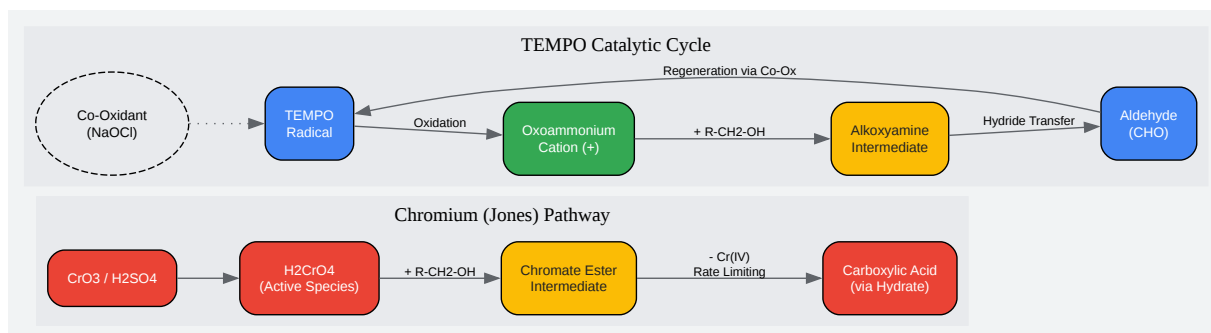 TEMPO Catalytic Cycle
Regeneration via Co-Ox
Co-Oxidant
(NaOCl)
TEMPO
Radical
Oxidation
Oxoammonium
Cation (+)
+ R-CH2-OH
Alkoxyamine
Intermediate
Hydride Transfer
Aldehyde
(CHO)
Chromium (Jones) Pathway
CrO3 / H2SO4
H2CrO4
(Active Species)
+ R-CH2-OH
Chromate Ester
Intermediate
- Cr(IV)
Rate Limiting
Carboxylic Acid
(via Hydrate)